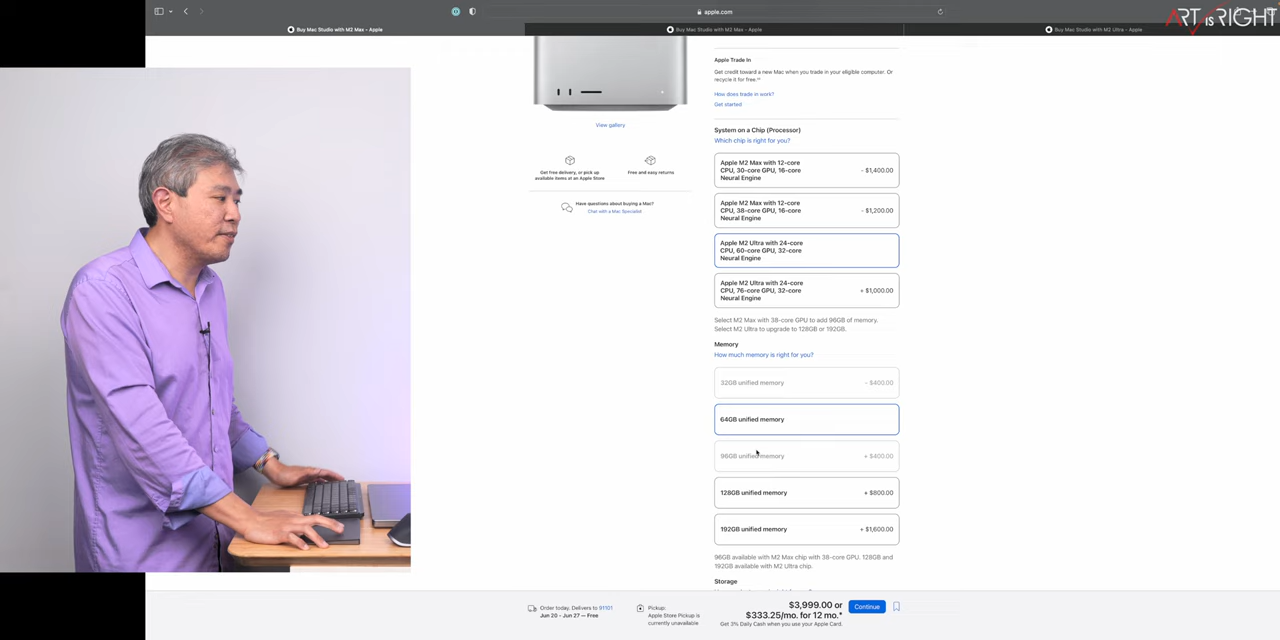 apple.com
ART IS RIGHT
Buy Mac Studio with M2 Max - Apple
Buy Mac Studio with M2 Max - Apple
Buy Mac Studio with M2 Ultra - Apple
View gallery
Get free delivery, or pick up
available items at an Apple Store
Free and easy returns
Have questions about buying a Mac?
Chat with a Mac Specialist
Apple Trade In
Get credit toward a new Mac when you trade in your eligible computer. Or
recycle it for free.**
How does trade in work?
Get started
System on a Chip (Processor)
Which chip is right for you?
Apple M2 Max with 12-core
CPU, 30-core GPU, 16-core
Neural Engine
- $1,400.00
Apple M2 Max with 12-core
CPU, 38-core GPU, 16-core
Neural Engine
- $1,200.00
Apple M2 Ultra with 24-core
CPU, 60-core GPU, 32-core
Neural Engine
Apple M2 Ultra with 24-core
CPU, 76-core GPU, 32-core
Neural Engine
+ $1,000.00
Select M2 Max with 38-core GPU to add 96GB of memory.
Select M2 Ultra to upgrade to 128GB or 192GB.
Memory
How much memory is right for you?
32GB unified memory - $400.00
64GB unified memory
96GB unified memory + $400.00
128GB unified memory + $800.00
192GB unified memory + $1,600.00
96GB available with M2 Max chip with 38-core GPU. 128GB and
192GB available with M2 Ultra chip.
Storage
Order today. Delivers to 91101
Jun 20 – Jun 27 — Free
Pickup:
Apple Store Pickup is
currently unavailable
$3,999.00 or
$333.25/mo. for 12 mo.
Get 3% Daily Cash when you use your Apple Card.
Continue